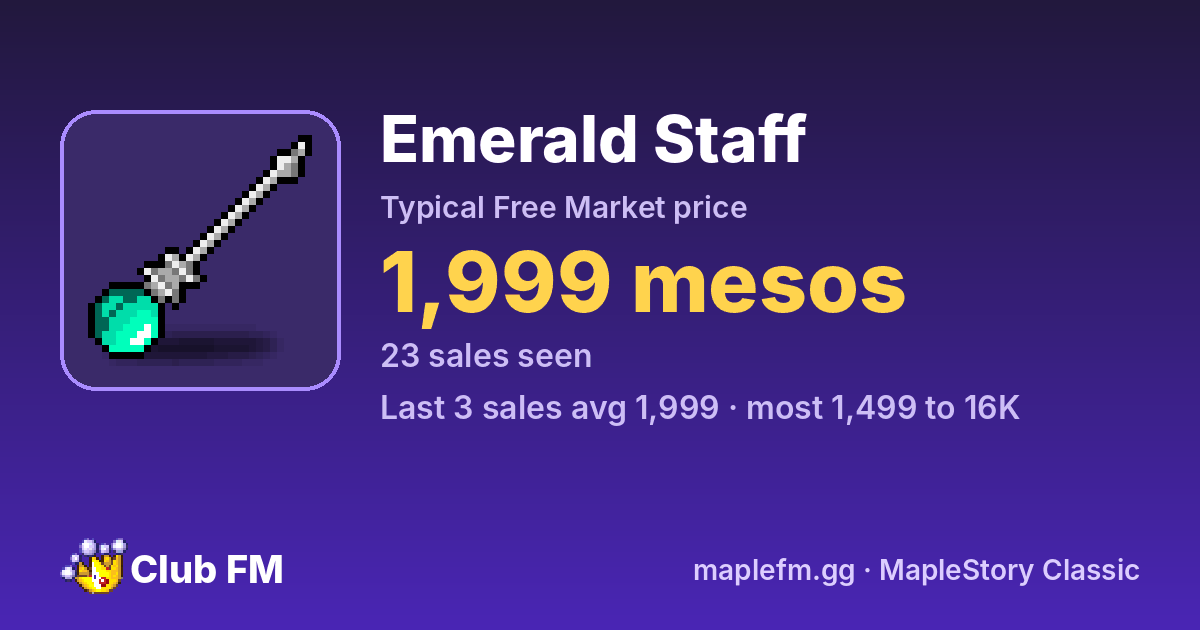 Emerald Staff
Typical Free Market price
1,999 mesos
23 sales seen
Last 3 sales avg 1,999 · most 1,499 to 16K
Club FM
maplefm.gg · MapleStory Classic